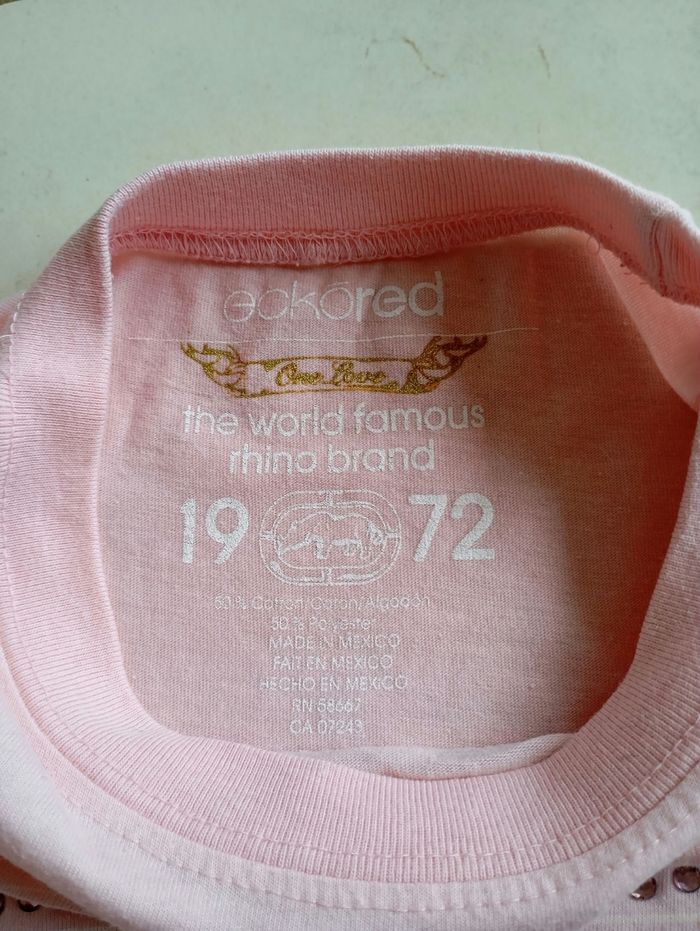 eckōred
One Love
the world famous
rhino brand
19 72
50 % Cotton/Coton/Algodón
50 % Polyester
MADE IN MEXICO
FAIT EN MEXICO
HECHO EN MEXICO
RN 58667
CA 07243